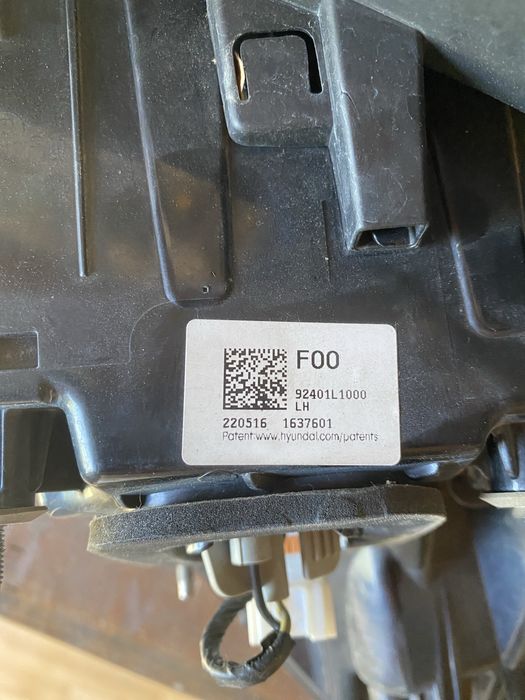 F00
92401L1000
LH
220516 1637601
Patent:www.hyundai.com/patents